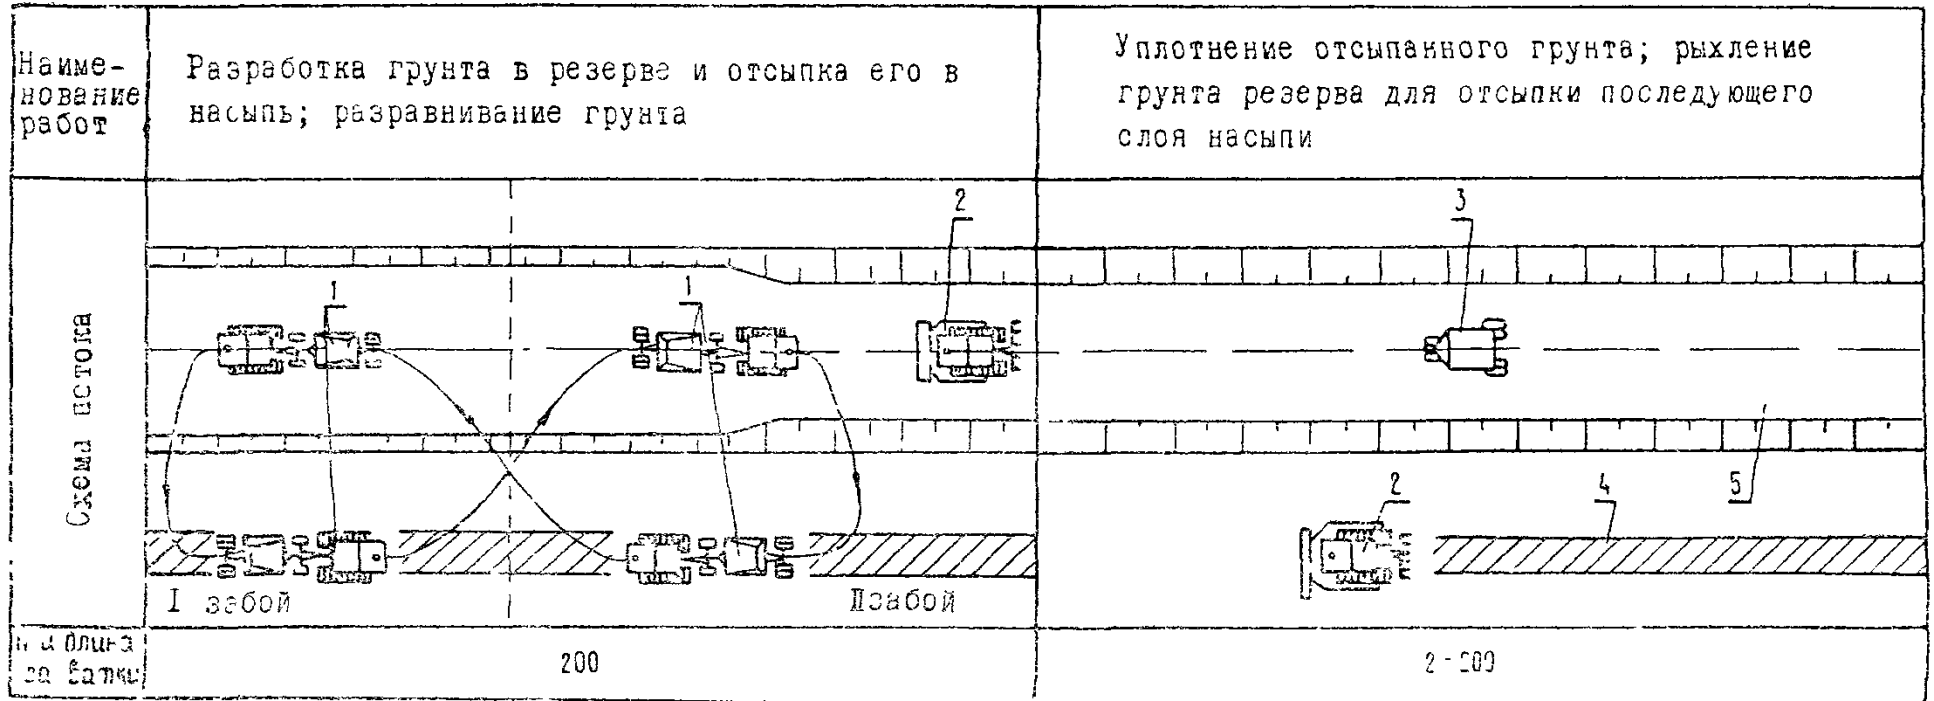 Наиме-
нование
работ
Разработка грунта в резерве и отсыпка его в
насыпь; разравнивание грунта
Уплотнение отсыпанного грунта; рыхление
грунта резерва для отсыпки последующего
слоя насыпи
Схема потока
2
3
1
1
2
4
5
I забой
II забой
длина
200